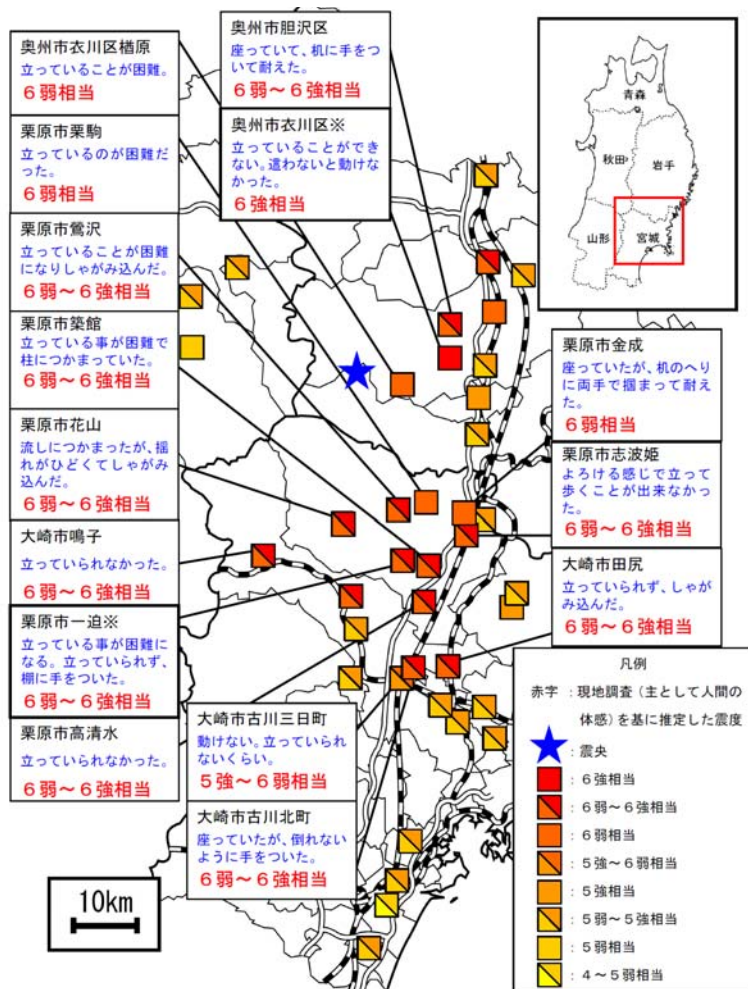 奥州市衣川区楢原
立っていることが困難。
6弱相当
栗原市栗駒
立っているのが困難だ
った。
6弱相当
栗原市鶯沢
立っていることが困難
になりしゃがみ込んだ。
6弱～6強相当
栗原市築館
立っている事が困難で
柱につかまっていた。
6弱～6強相当
栗原市花山
流しにつかまったが、揺
れがひどくてしゃがみ
込んだ。
6弱～6強相当
大崎市鳴子
立っていられなかった。
6弱～6強相当
栗原市一迫※
立っている事が困難に
なる。立っていられず、
棚に手をついた。
6弱～6強相当
栗原市高清水
立っていられなかった。
6弱～6強相当
奥州市胆沢区
座っていて、机に手をつ
いて耐えた。
6弱～6強相当
奥州市衣川区※
立っていることができ
ない。這わないと動けな
かった。
6強相当
青森
秋田
岩手
山形
宮城
栗原市金成
座っていたが、机のへり
に両手で掴まって耐え
た。
6弱相当
栗原市志波姫
よろける感じで立って
歩くことが出来なかっ
た。
6弱～6強相当
大崎市田尻
立っていられず、しゃが
み込んだ。
6弱～6強相当
大崎市古川三日町
動けない。立っていられ
ないくらい。
5強～6弱相当
大崎市古川北町
座っていたが、倒れない
ように手をついた。
6弱～6強相当
凡例
赤字：現地調査（主として人間の
体感）を基に推定した震度
：震央
：6強相当
：6弱～6強相当
：6弱相当
：5強～6弱相当
：5強相当
：5弱～5強相当
：5弱相当
：4～5弱相当
10km